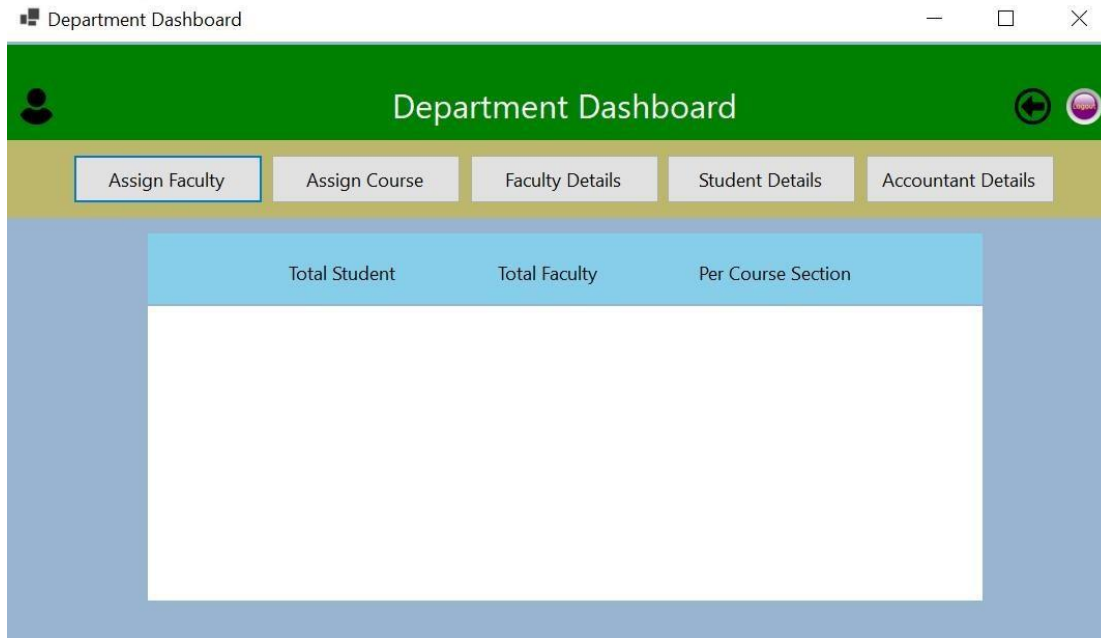 Department Dashboard
Department Dashboard
Logout
Assign Faculty Assign Course Faculty Details Student Details Accountant Details
Total Student Total Faculty Per Course Section